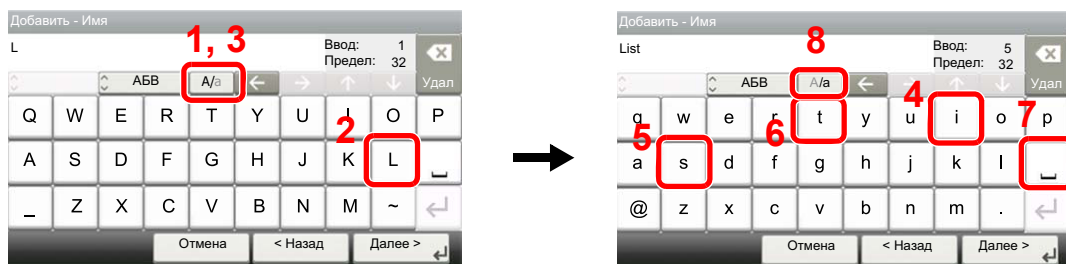 Добавить - Имя
L
1, 3
Ввод: 1
Предел: 32
АБВ
A/a
Удал
Q W E R T Y U I O P
2
A S D F G H J K L
_ Z X C V B N M ~
Отмена
< Назад
Далее >
Добавить - Имя
List
8
Ввод: 5
Предел: 32
АБВ
A/a
Удал
4
q w e r t y u i o p
5
6
7
a s d f g h j k l
@ z x c v b n m .
Отмена
< Назад
Далее >